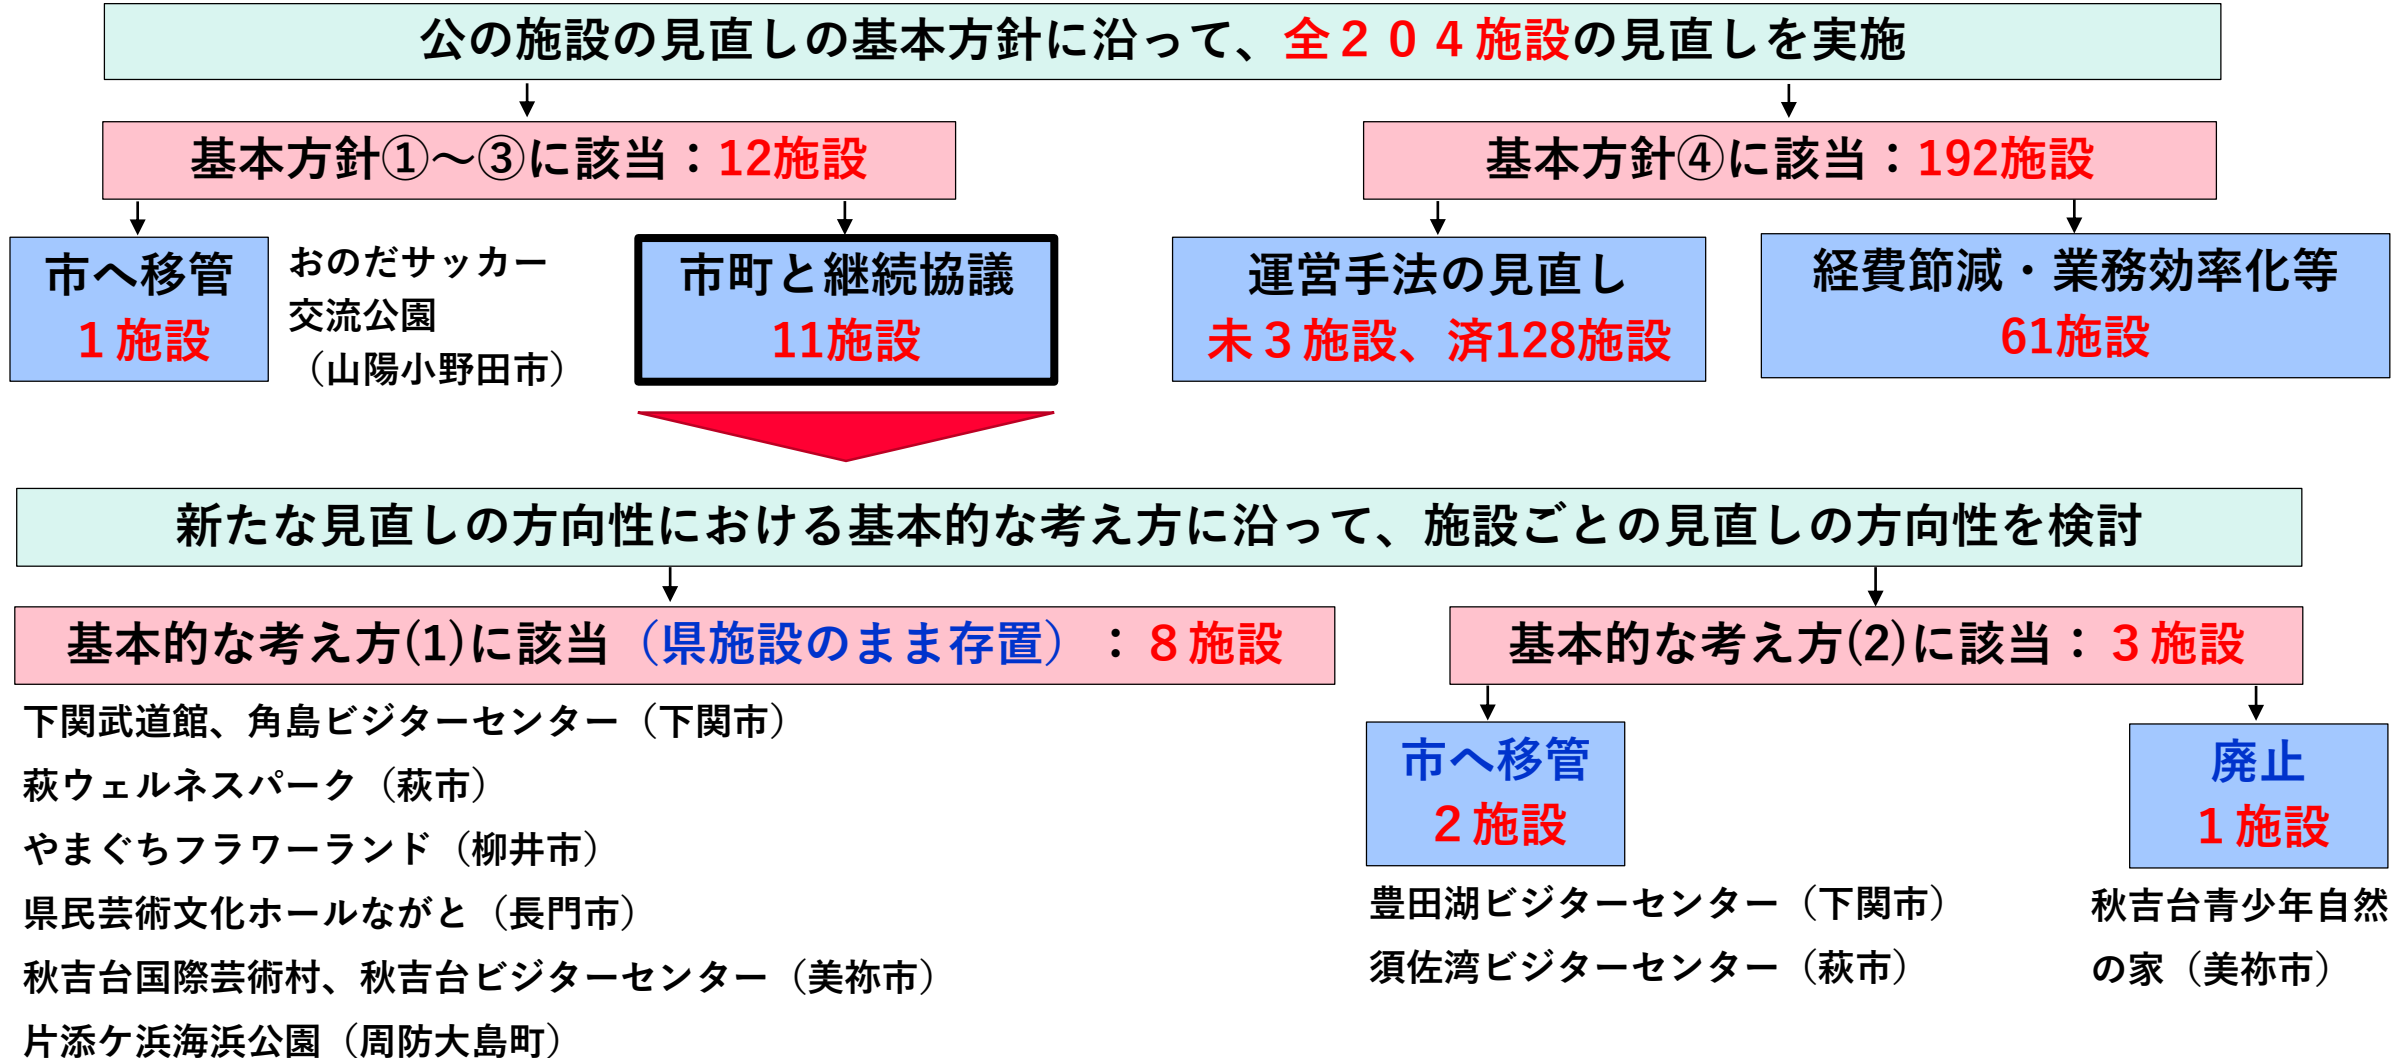 公の施設の見直しの基本方針に沿って、全２０４施設の見直しを実施
基本方針①～③に該当：12施設
基本方針④に該当：192施設
市へ移管
１施設
おのだサッカー
交流公園
（山陽小野田市）
市町と継続協議
11施設
運営手法の見直し
未３施設、済128施設
経費節減・業務効率化等
61施設
新たな見直しの方向性における基本的な考え方に沿って、施設ごとの見直しの方向性を検討
基本的な考え方(1)に該当（県施設のまま存置）：８施設
下関武道館、角島ビジターセンター（下関市）
萩ウェルネスパーク（萩市）
やまぐちフラワーランド（柳井市）
県民芸術文化ホールながと（長門市）
秋吉台国際芸術村、秋吉台ビジターセンター（美祢市）
片添ケ浜海浜公園（周防大島町）
基本的な考え方(2)に該当：３施設
市へ移管
２施設
豊田湖ビジターセンター（下関市）
須佐湾ビジターセンター（萩市）
廃止
１施設
秋吉台青少年自然
の家（美祢市）